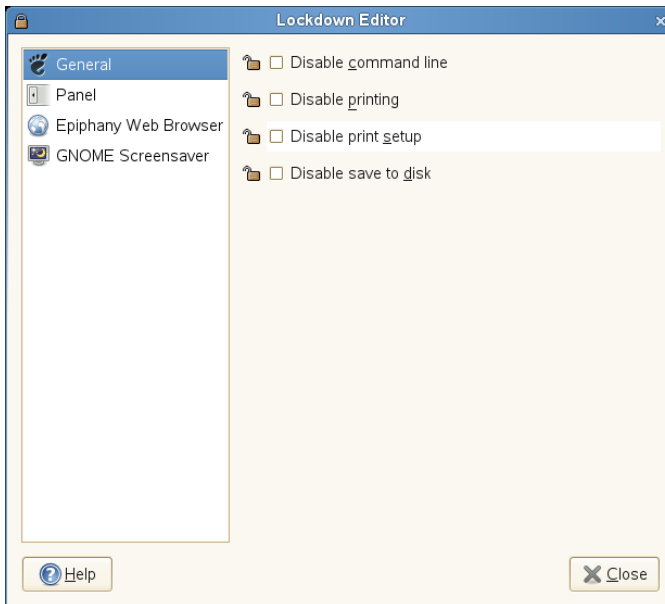 Lockdown Editor
General
Panel
Epiphany Web Browser
GNOME Screensaver
Disable command line
Disable printing
Disable print setup
Disable save to disk
Help
Close